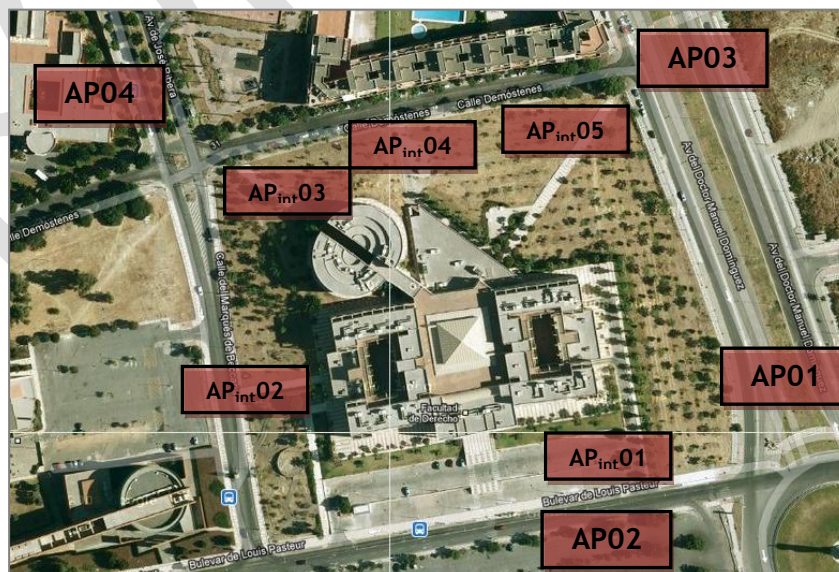 Av de José Ribera
AP03
AP04
Calle Demóstenes
Calle Demóstenes
APint05
APint04
31
APint03
Av del Doctor Manuel Domínguez
Calle Demóstenes
Av del Doctor Manuel Domínguez
Calle del Marqués de
AP01
APint02
Facultad
de Derecho
APint01
Bulevar de Louis Pasteur
AP02
Bulevar de Louis Pasteur